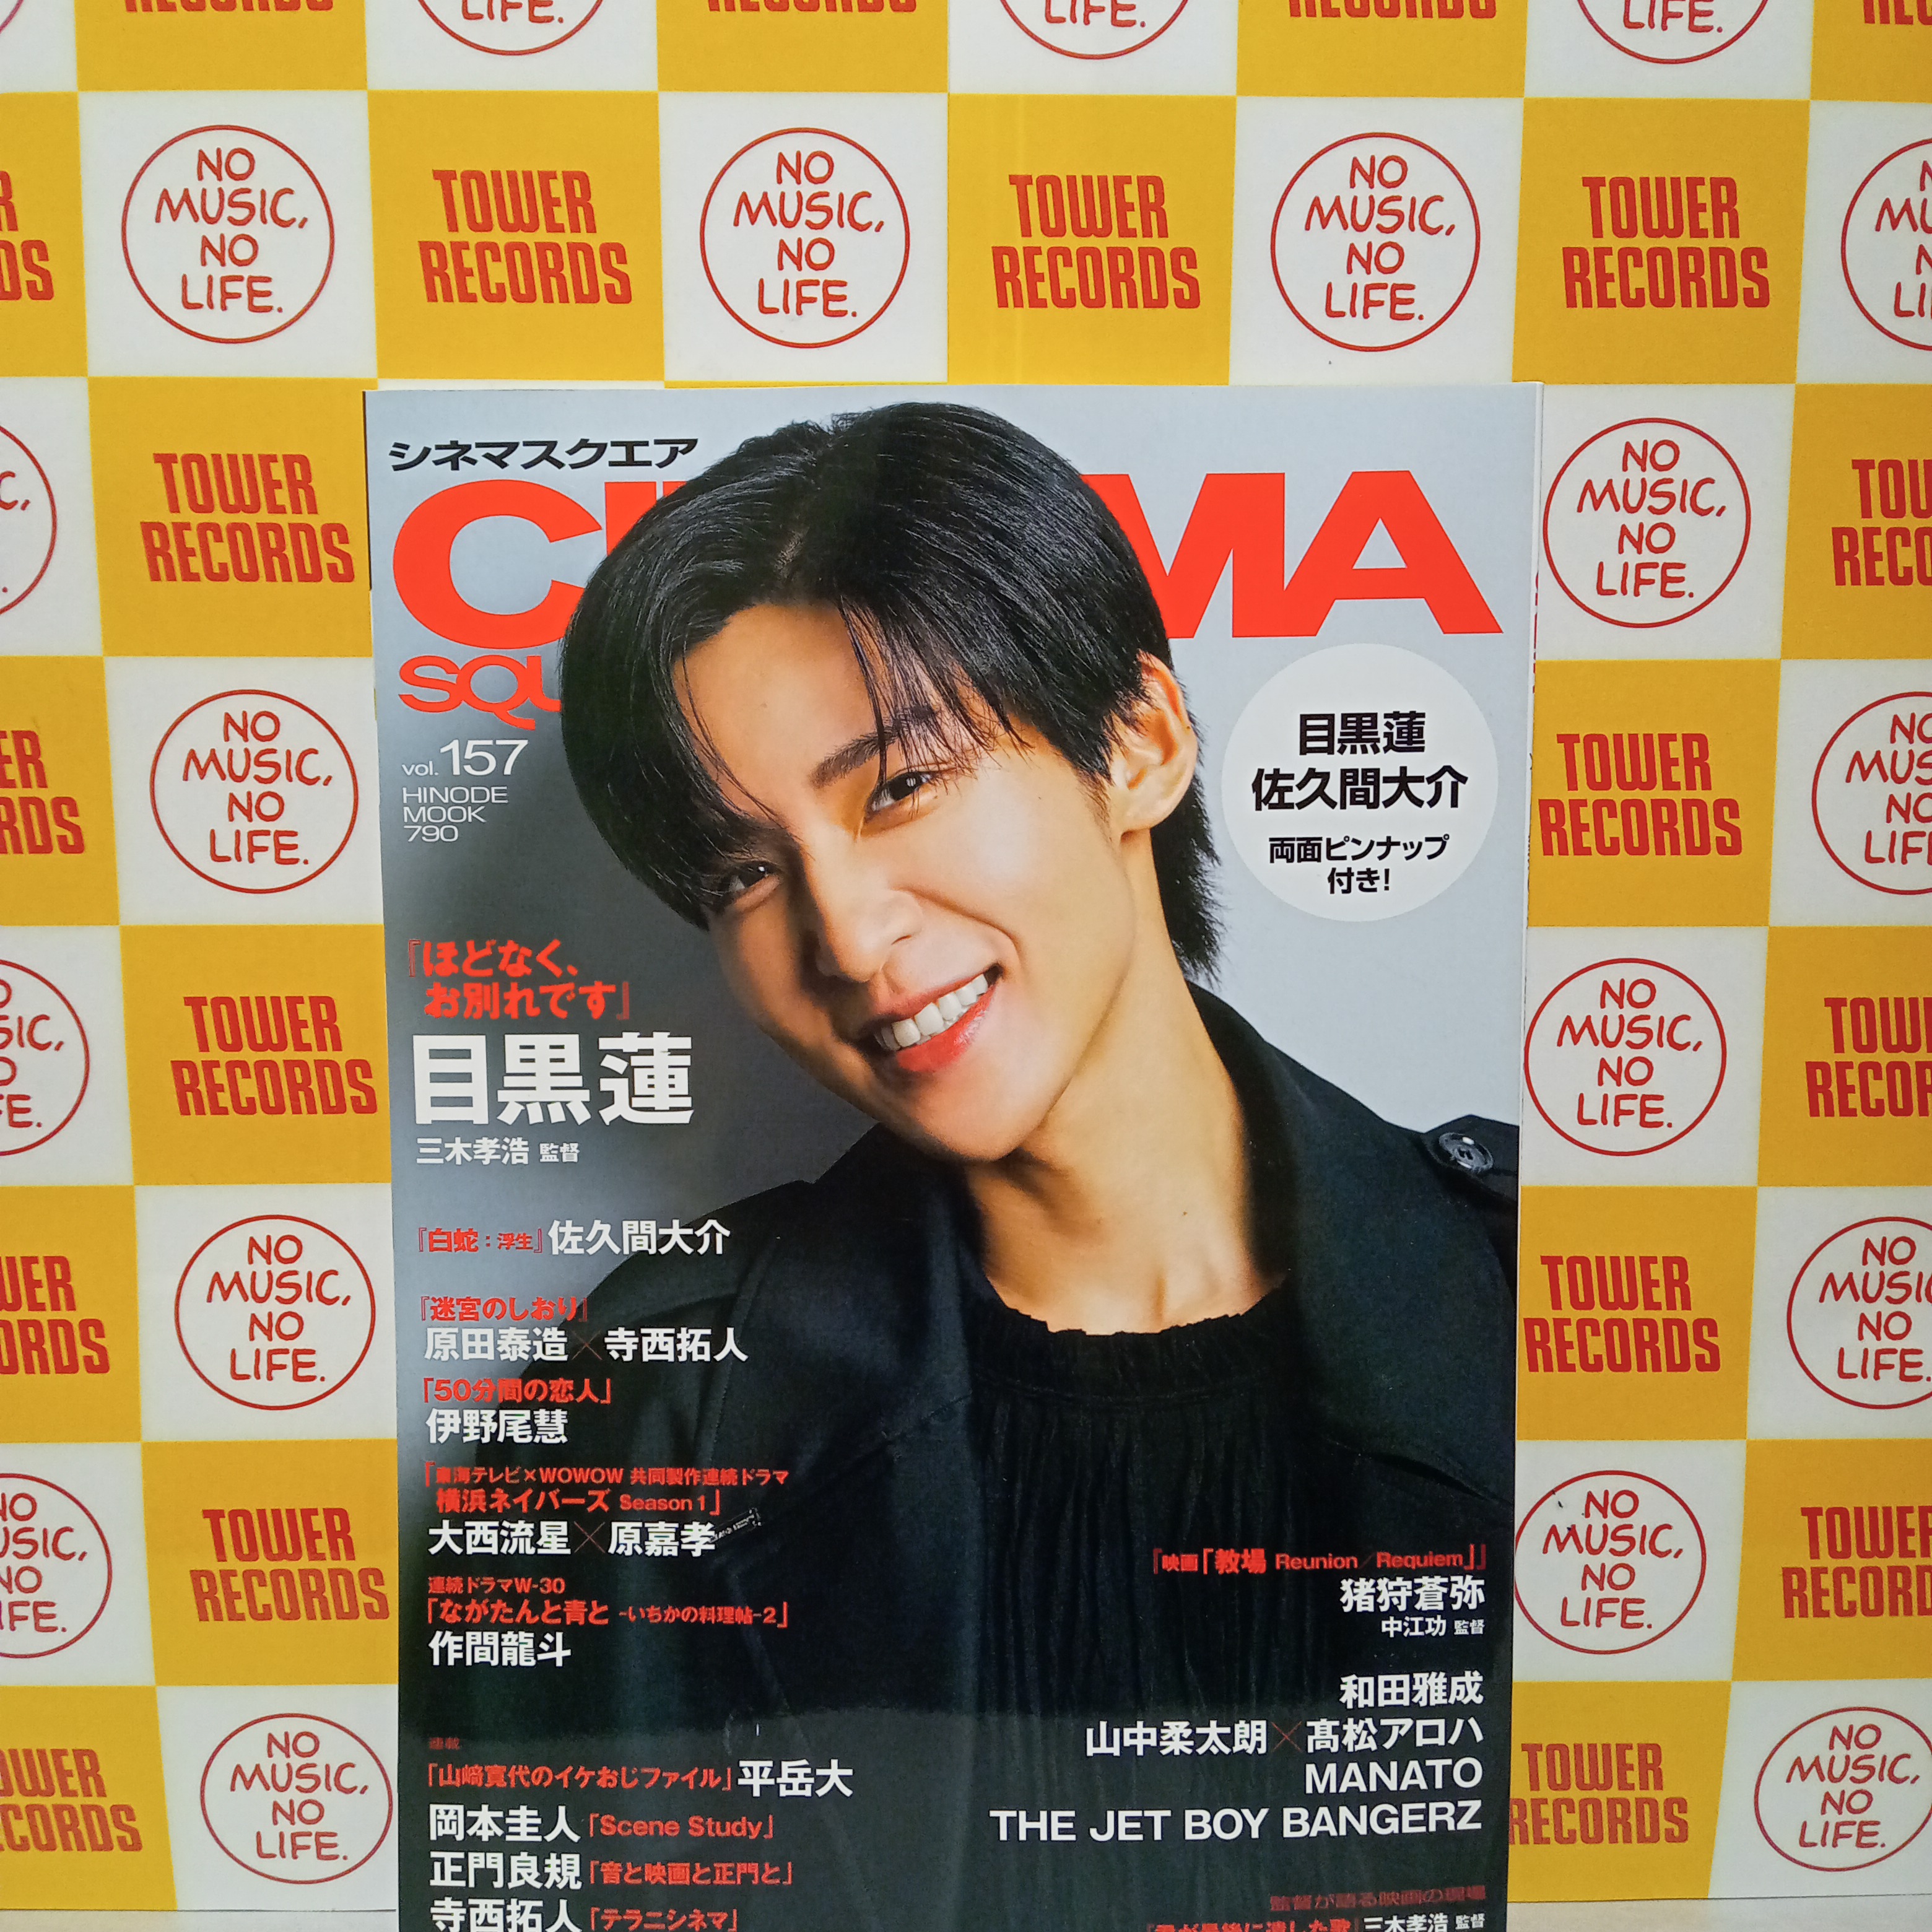 TOWER
RECORDS
NO
MUSIC,
NO
LIFE.
シネマスクエア
vol. 157
HINODE
MOOK
790
目黒蓮
佐久間大介
両面ピンナップ
付き!
『ほどなく、
お別れです』
目黒蓮
三木孝浩 監督
『白蛇:浮生』佐久間大介
『迷宮のしおり』
原田泰造×寺西拓人
「50分間の恋人」
伊野尾慧
「東海テレビ×WOWOW 共同製作連続ドラマ
横浜ネイバーズ Season1」
大西流星×原嘉孝
連続ドラマW-30
「ながたんと青と -いちかの料理帖-2」
作間龍斗
『映画「教場 Reunion/Requiem」』
猪狩蒼弥
中江功 監督
和田雅成
山中柔太朗×髙松アロハ
MANATO
THE JET BOY BANGERZ
連載
「山﨑寛代のイケおじファイル」平岳大
岡本圭人「Scene Study」
正門良規「音と映画と正門と」
寺西拓人「テラニシネマ」
監督が語る映画の現場
三木孝浩 監督